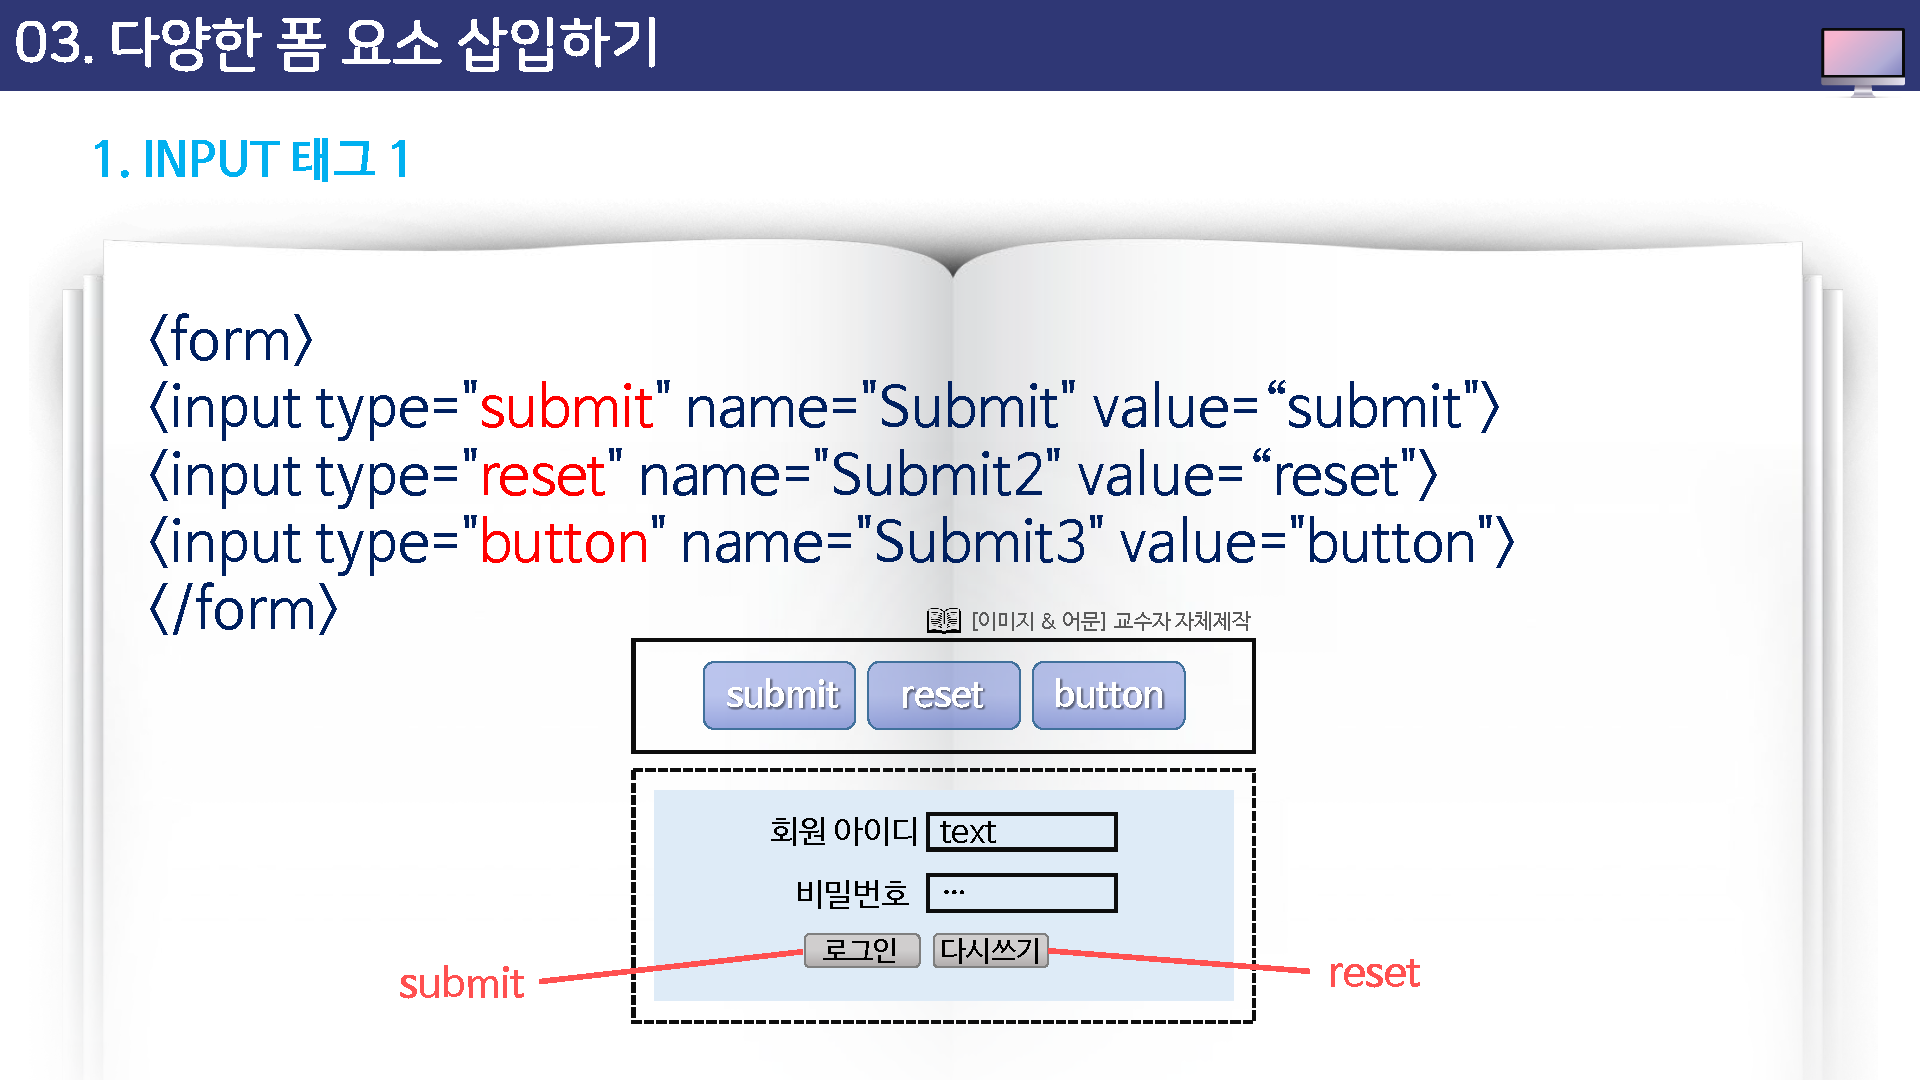 03. 다양한 폼 요소 삽입하기
1. INPUT 태그 1
<form>
<input type="submit" name="Submit" value=“submit">
<input type="reset" name="Submit2" value=“reset">
<input type="button" name="Submit3" value="button">
</form>
[이미지 & 어문] 교수자 자체제작
submit reset button
회원 아이디 text
비밀번호 ···
로그인 다시쓰기
submit
reset